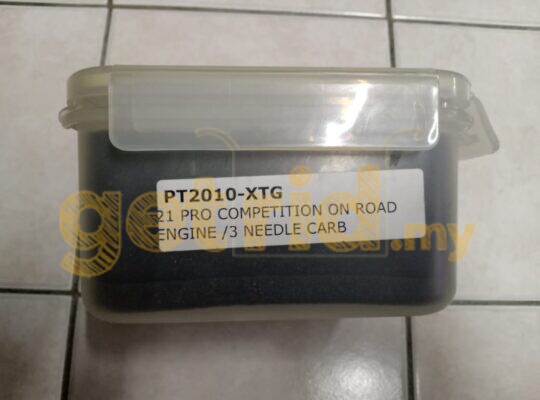 PT2010-XTG
21 PRO COMPETITION ON ROAD
ENGINE /3 NEEDLE CARB
getrid.my